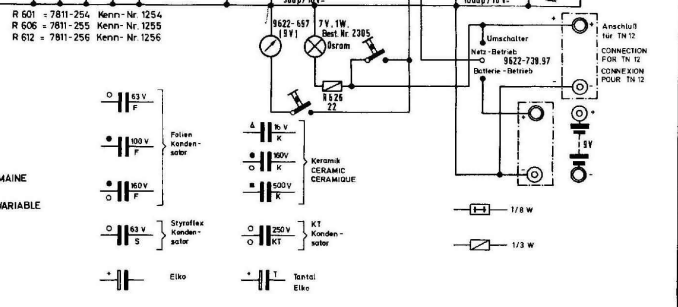 R 601 = 7811-254 Kenn- Nr. 1254
R 606 = 7811-255 Kenn- Nr. 1255
R 612 = 7811-256 Kenn- Nr. 1256
9622-657
(9V)
7V. 1W.
Best. Nr. 2305
Osram
R 626
22
Umschalter
Netz-Betrieb
9622-739.97
Batterie-Betrieb
Anschluß
für TN 12
CONNECTION
FOR TN 12
CONNEXION
POUR TN 12
+
-
+
9V
-
63 V
F
100 V
F
160 V
F
Folien
Konden-
sator
63 V
S
Styroflex
Konden-
sator
+
Elko
16 V
K
160V
K
500V
K
Keramik
CERAMIC
CERAMIQUE
250V
KT
KT
Konden-
sator
+
T
Tantal
Elko
MAINE
VARIABLE
1/8 W
1/3 W